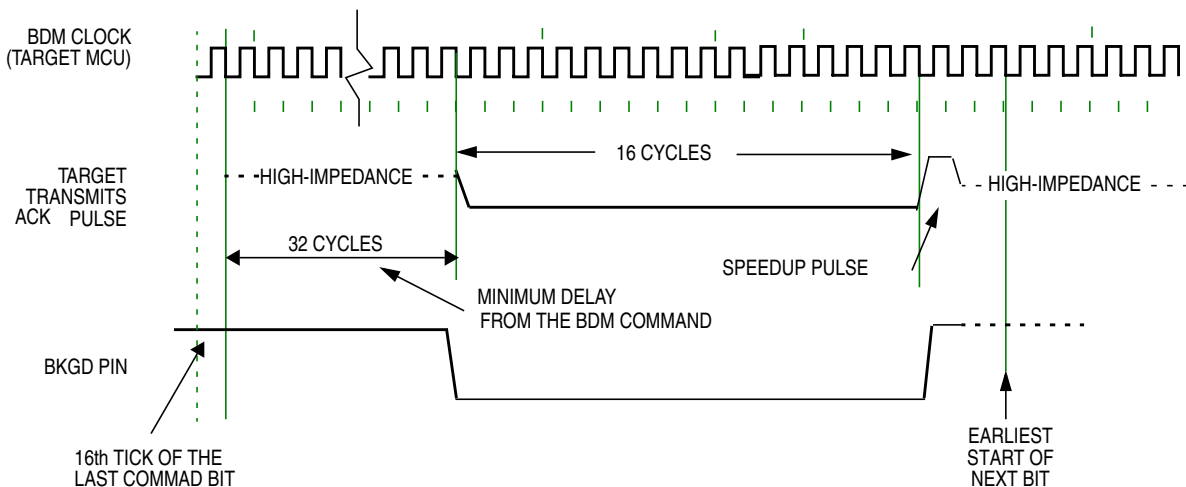 BDM CLOCK
(TARGET MCU)
16 CYCLES
TARGET
TRANSMITS
ACK PULSE
HIGH-IMPEDANCE
HIGH-IMPEDANCE
32 CYCLES
SPEEDUP PULSE
MINIMUM DELAY
FROM THE BDM COMMAND
BKGD PIN
16th TICK OF THE
LAST COMMAD BIT
EARLIEST
START OF
NEXT BIT